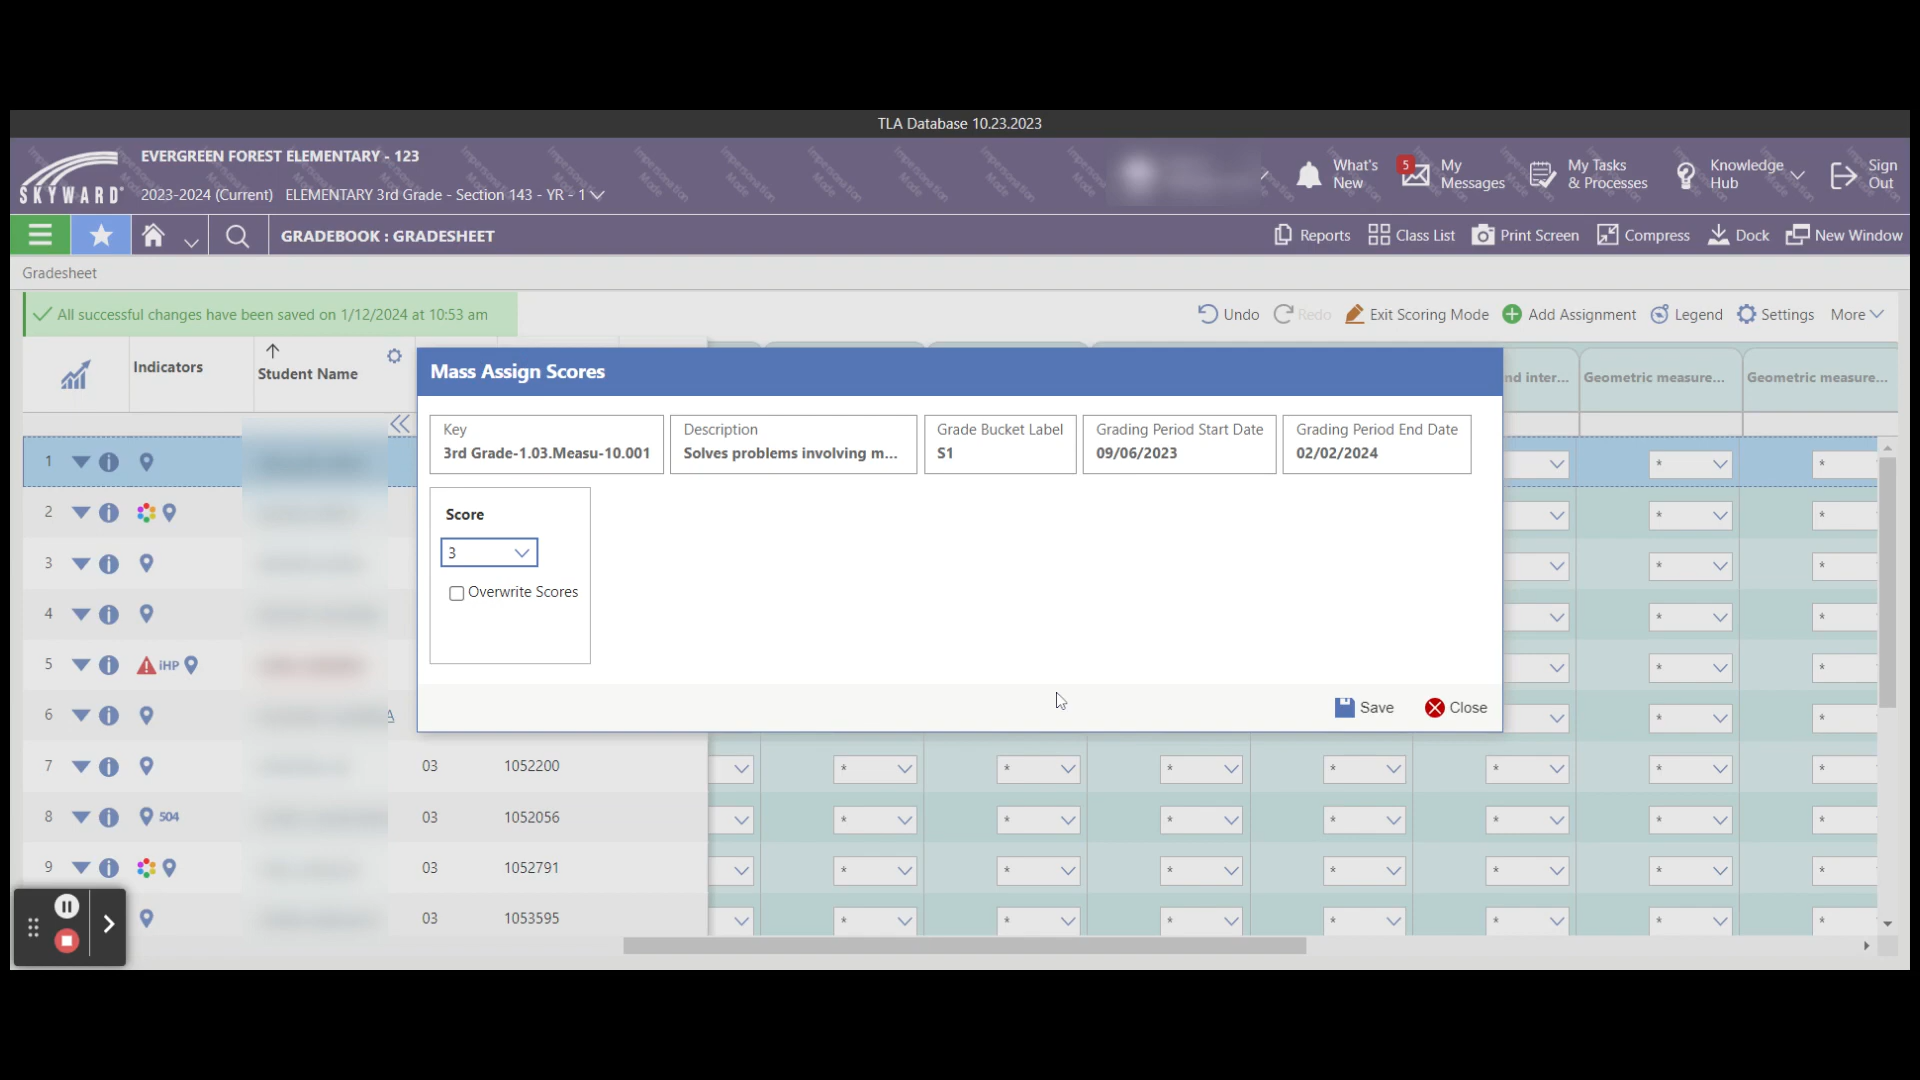 TLA Database 10.23.2023
SKYWARD
EVERGREEN FOREST ELEMENTARY - 123
2023-2024 (Current) ELEMENTARY 3rd Grade - Section 143 - YR - 1
What's New
5
My Messages
My Tasks & Processes
Knowledge Hub
Sign Out
Impersonation Mode
GRADEBOOK : GRADESHEET
Reports Class List Print Screen Compress Dock New Window
Gradesheet
All successful changes have been saved on 1/12/2024 at 10:53 am
Undo Redo Exit Scoring Mode Add Assignment Legend Settings More
Indicators Student Name
nd inter... Geometric measure... Geometric measure...
Mass Assign Scores
Key
3rd Grade-1.03.Measu-10.001
Description
Solves problems involving m...
Grade Bucket Label
S1
Grading Period Start Date
09/06/2023
Grading Period End Date
02/02/2024
Score
3
Overwrite Scores
Save Close
1 * *
2 * *
3 * *
4 * *
5 iHP * *
6 A * *
7 03 1052200 * * * * * * *
8 504 03 1052056 * * * * * * *
9 03 1052791 * * * * * * *
03 1053595 * * * * * * *